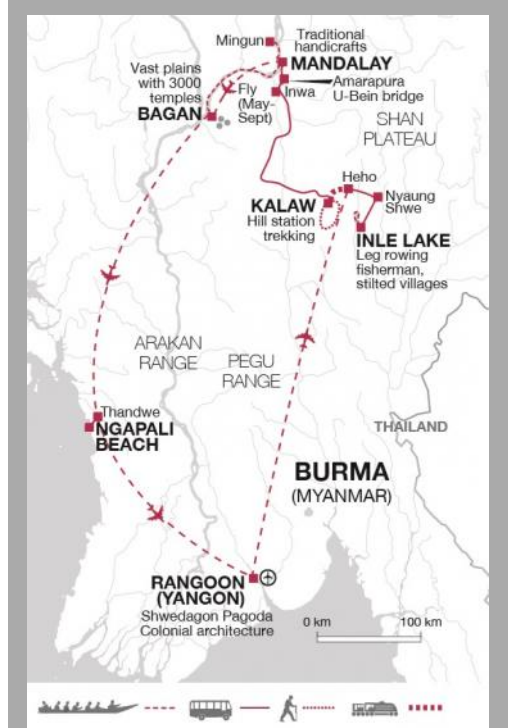 Mingun
Traditional
handicrafts
MANDALAY
Vast plains
with 3000
temples
BAGAN
Fly
(May-
Sept)
Inwa
Amarapura
U-Bein bridge
SHAN
PLATEAU
Heho
KALAW
Hill station
trekking
Nyaung
Shwe
INLE LAKE
Leg rowing
fisherman,
stilted villages
ARAKAN
RANGE
PEGU
RANGE
Thandwe
NGAPALI
BEACH
THAILAND
BURMA
(MYANMAR)
RANGOON
(YANGON)
Shwedagon Pagoda
Colonial architecture
0 km 100 km